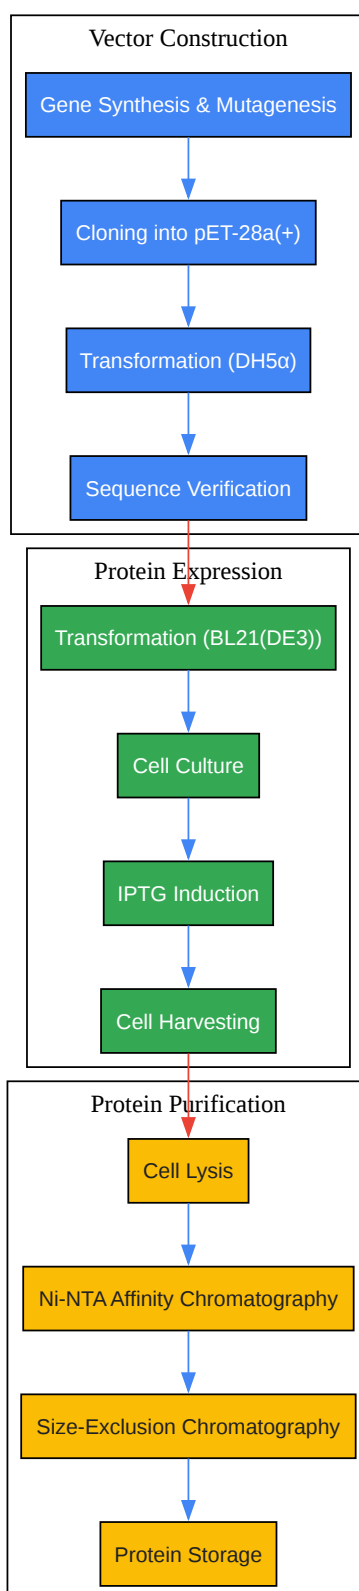 Vector Construction
Gene Synthesis & Mutagenesis
Cloning into pET-28a(+)
Transformation (DH5α)
Sequence Verification
Protein Expression
Transformation (BL21(DE3))
Cell Culture
IPTG Induction
Cell Harvesting
Protein Purification
Cell Lysis
Ni-NTA Affinity Chromatography
Size-Exclusion Chromatography
Protein Storage